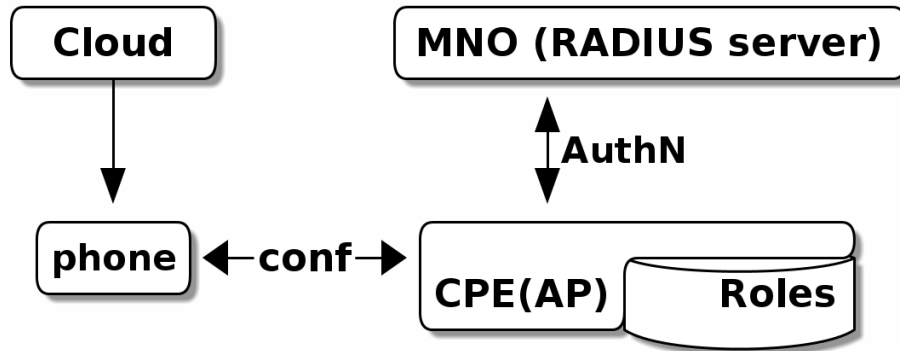 Cloud
MNO (RADIUS server)
AuthN
phone
conf
CPE(AP)
Roles